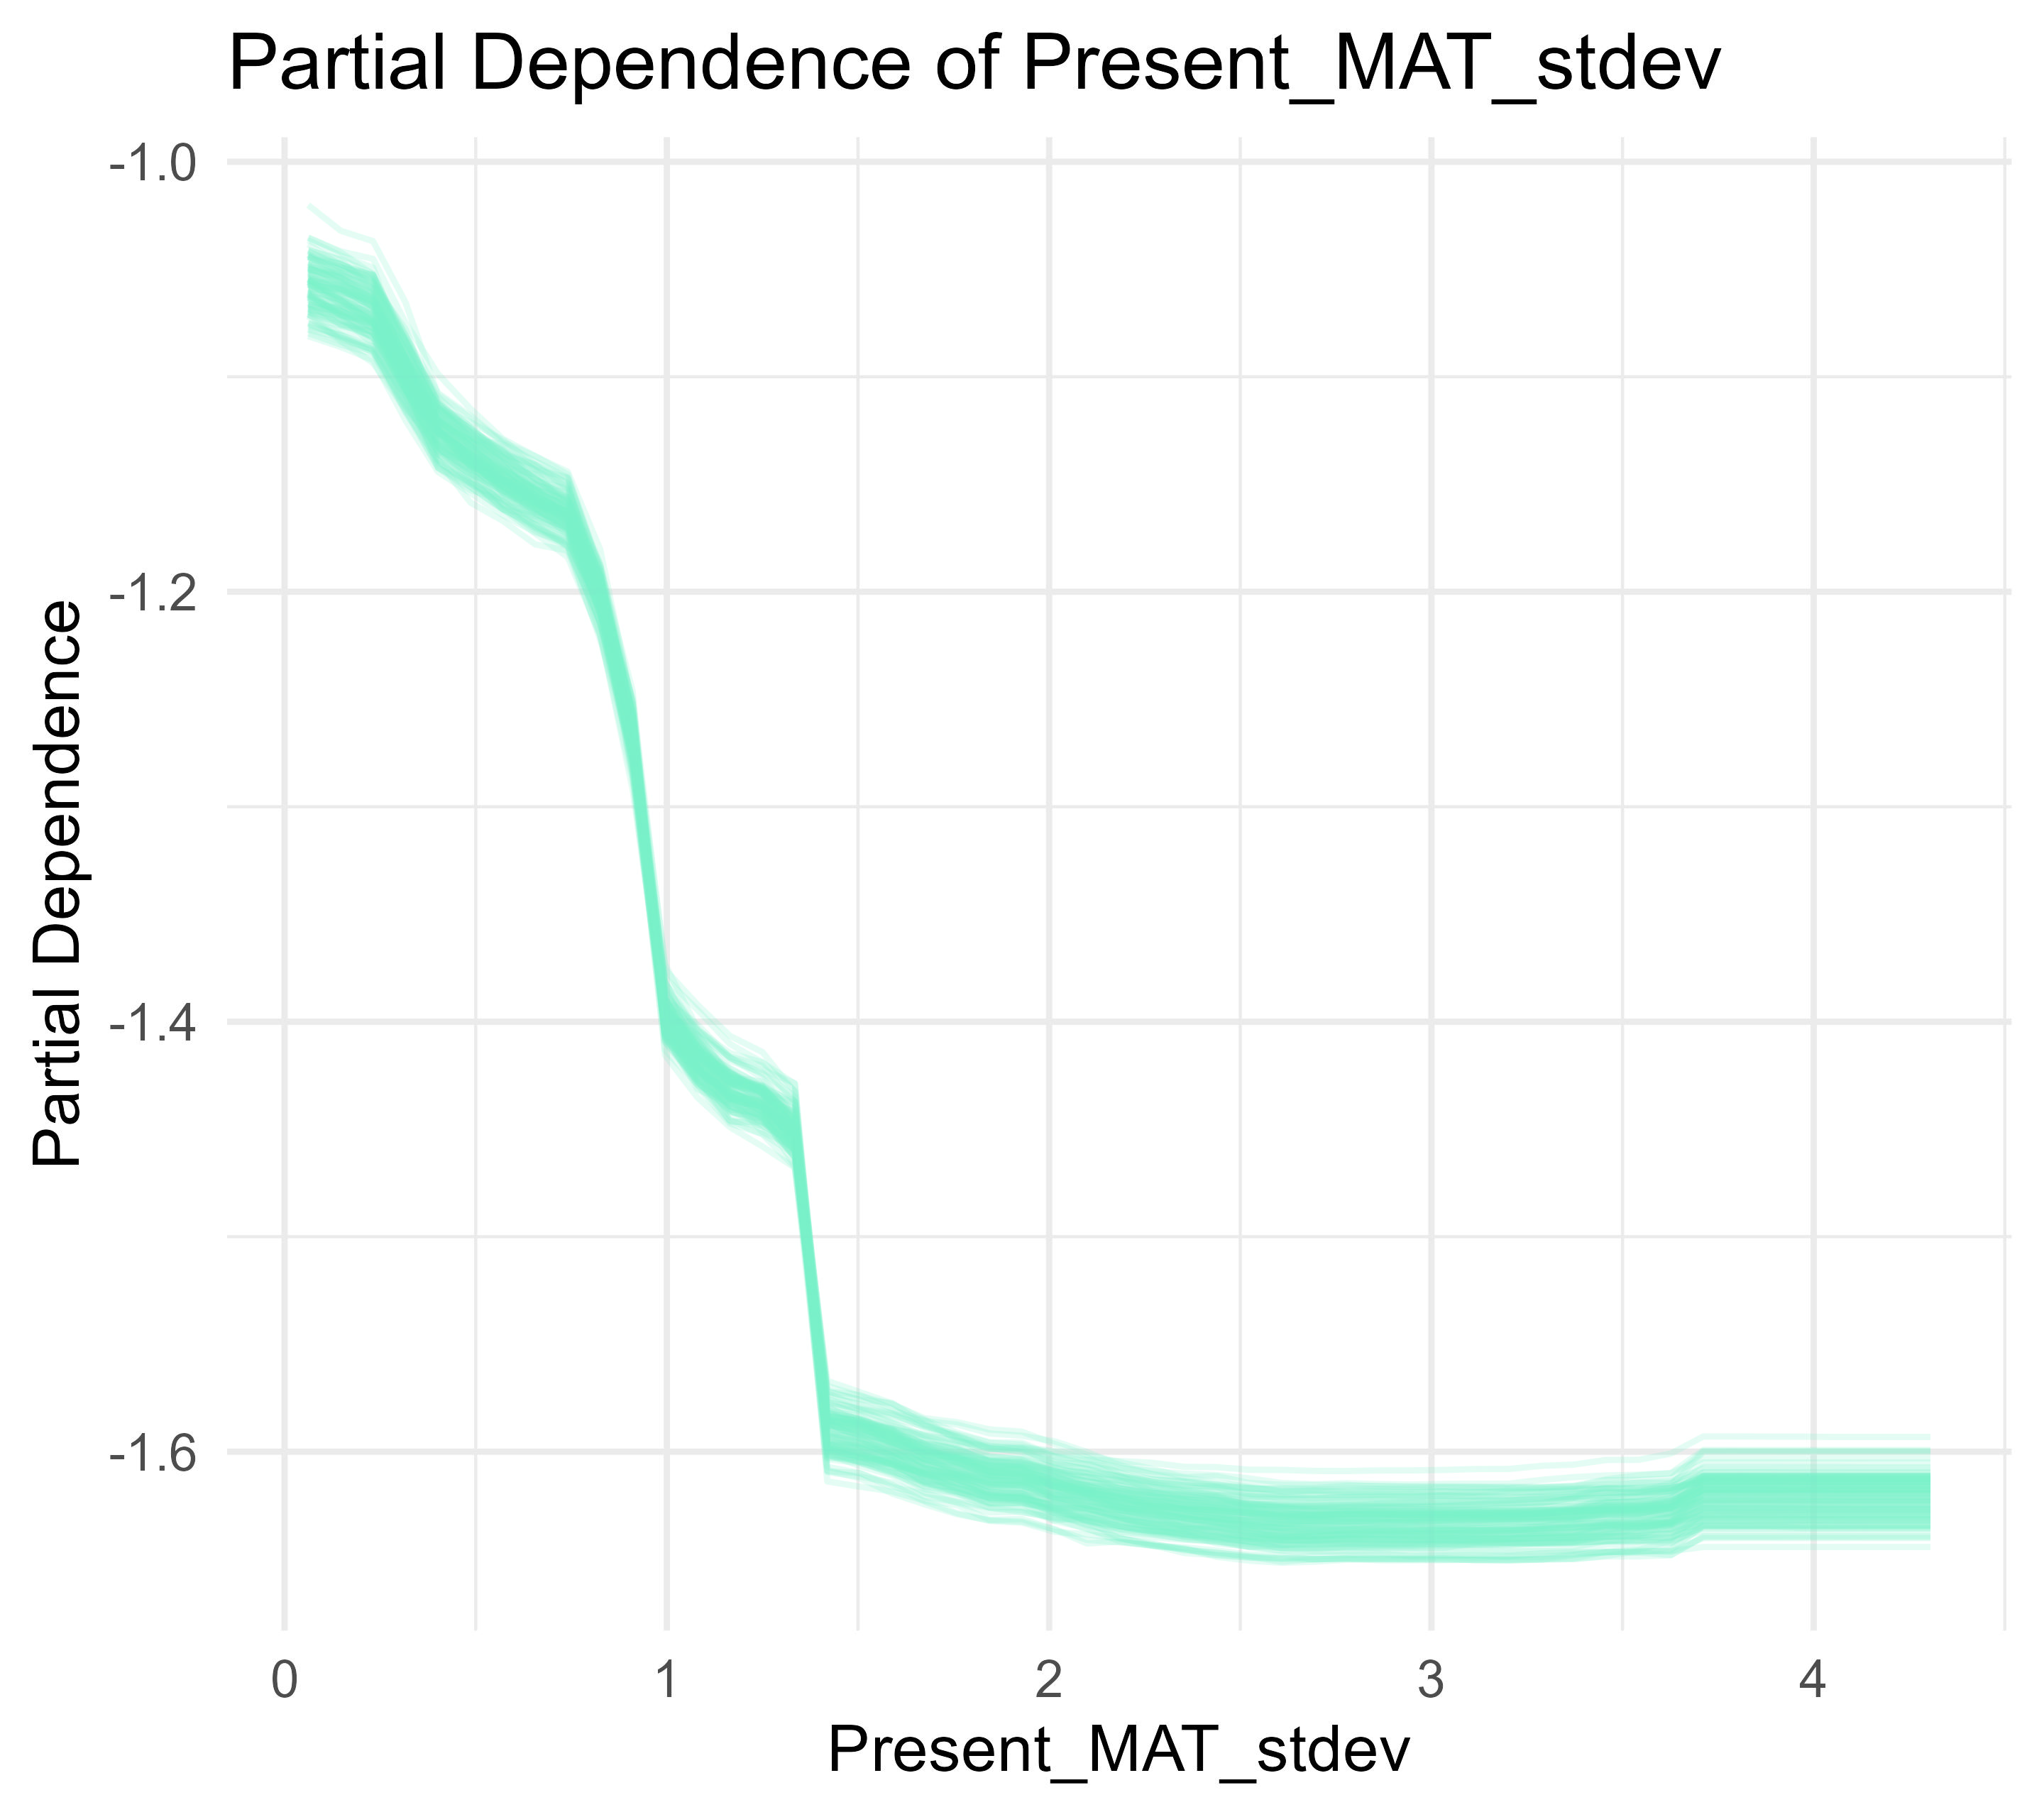 Partial Dependence of Present_MAT_stdev
-1.0
-1.2
-1.4
-1.6
Partial Dependence
0 1 2 3 4
Present_MAT_stdev